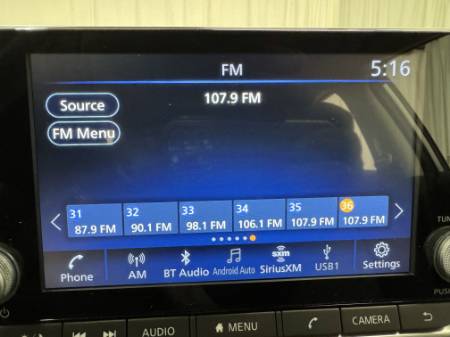 FM
5:16
Source
107.9 FM
FM Menu
31 32 33 34 35 36
87.9 FM 90.1 FM 98.1 FM 106.1 FM 107.9 FM 107.9 FM
sxm
Phone AM BT Audio Android Auto SiriusXM USB1 Settings
AUDIO MENU CAMERA